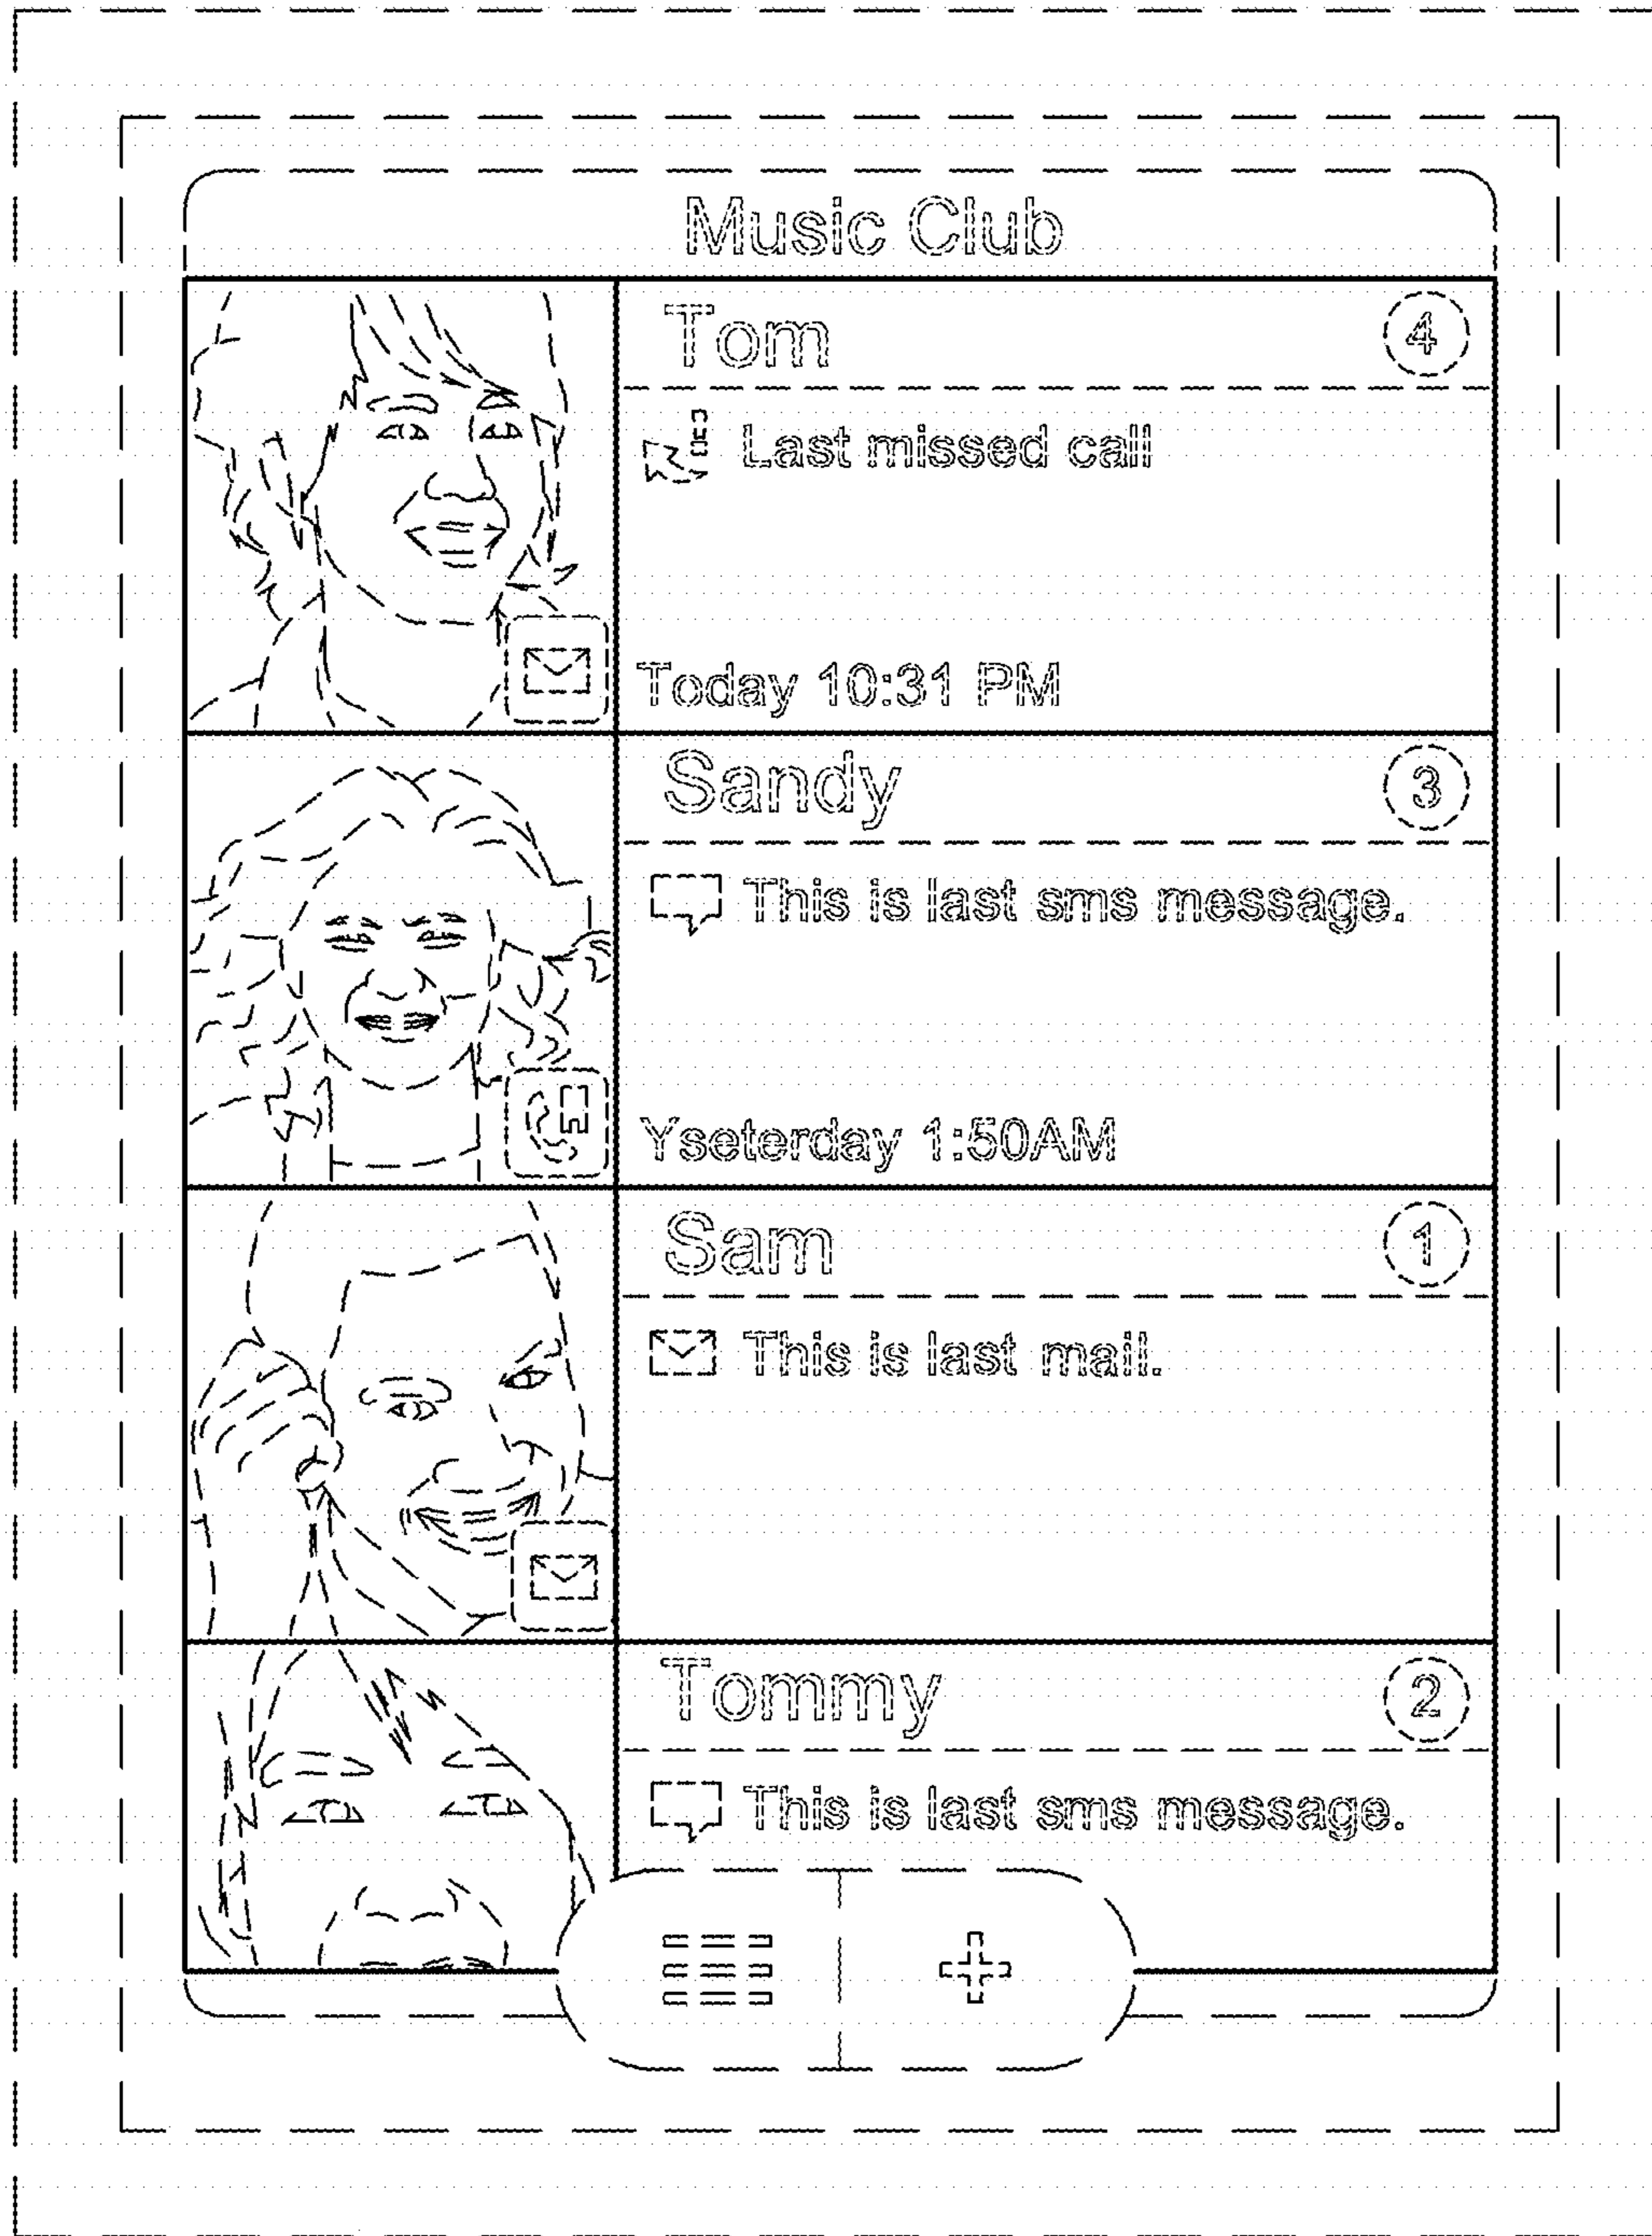 Music Club
Tom 4
Last missed call
Today 10:31 PM
Sandy 3
This is last sms message.
Yseterday 1:50AM
Sam 1
This is last mail.
Tommy 2
This is last sms message.